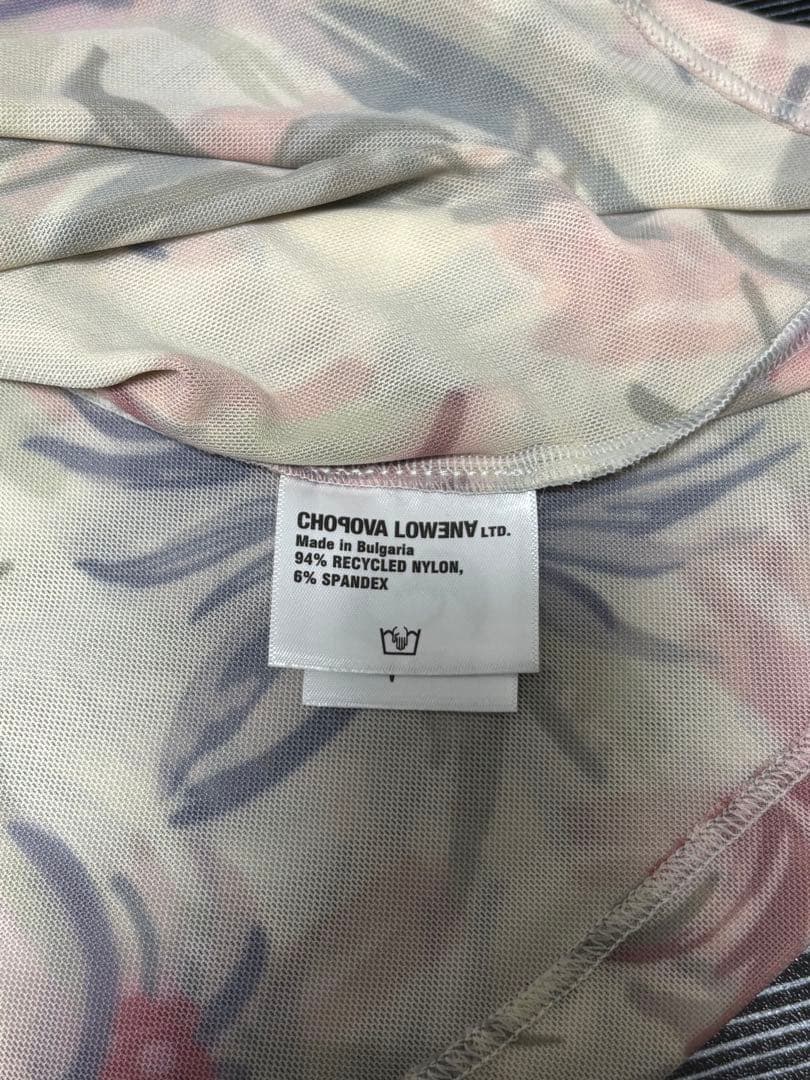 CHOPOVA LOWENA LTD.
Made in Bulgaria
94% RECYCLED NYLON,
6% SPANDEX